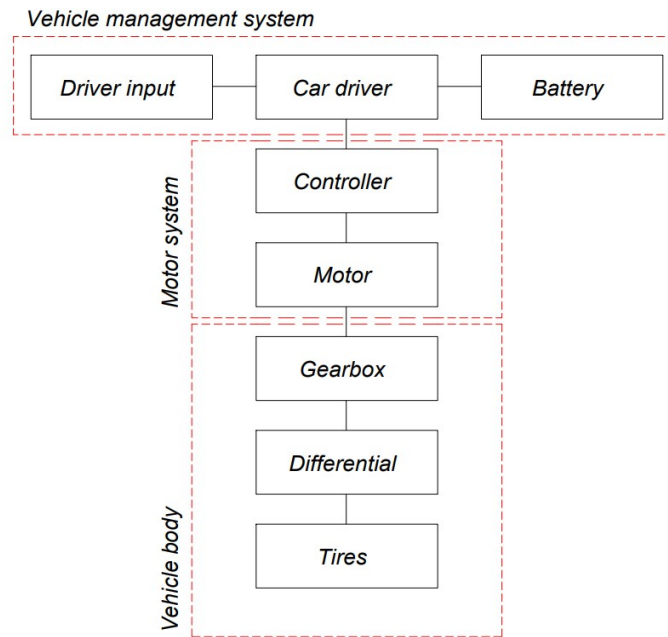 Vehicle management system
Driver input
Car driver
Battery
Motor system
Controller
Motor
Vehicle body
Gearbox
Differential
Tires